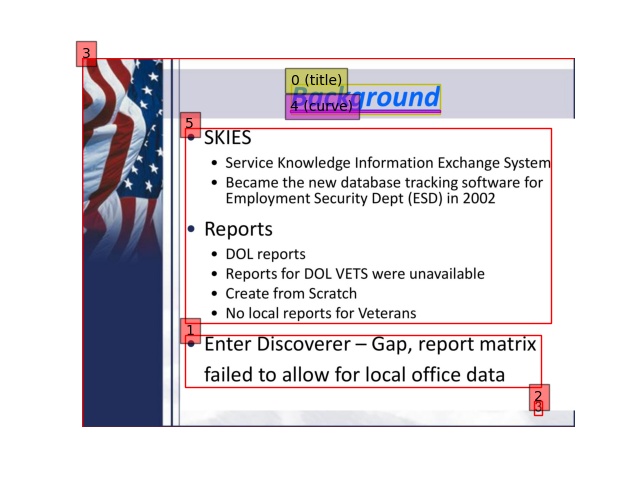 3
0 (title)
Background
4 (curve)
5
• SKIES
• Service Knowledge Information Exchange System
• Became the new database tracking software for
Employment Security Dept (ESD) in 2002
• Reports
• DOL reports
• Reports for DOL VETS were unavailable
• Create from Scratch
• No local reports for Veterans
1
• Enter Discoverer – Gap, report matrix
failed to allow for local office data
2
3